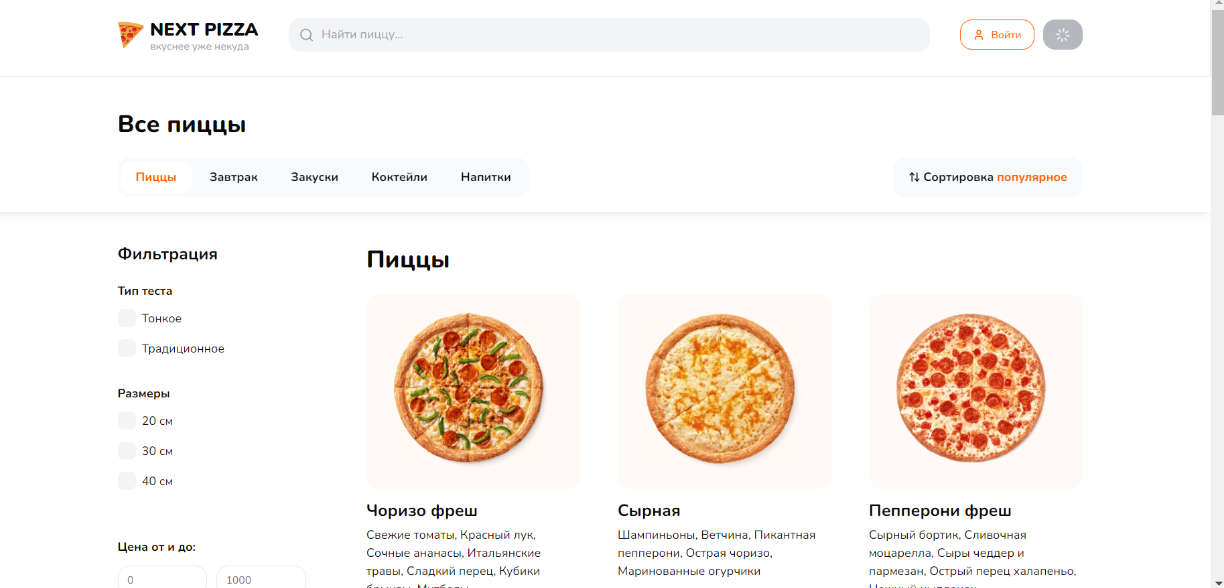 NEXT PIZZA
вкуснее уже некуда
Найти пиццу...
Войти
Все пиццы
Пиццы Завтрак Закуски Коктейли Напитки
Сортировка популярное
Фильтрация
Тип теста
Тонкое
Традиционное
Размеры
20 см
30 см
40 см
Цена от и до:
0 1000
Пиццы
Чоризо фреш
Свежие томаты, Красный лук,
Сочные ананасы, Итальянские
травы, Сладкий перец, Кубики
Сырная
Шампиньоны, Ветчина, Пикантная
пепперони, Острая чоризо,
Маринованные огурчики
Пепперони фреш
Сырный бортик, Сливочная
моцарелла, Сыры чеддер и
пармезан, Острый перец халапеньо,